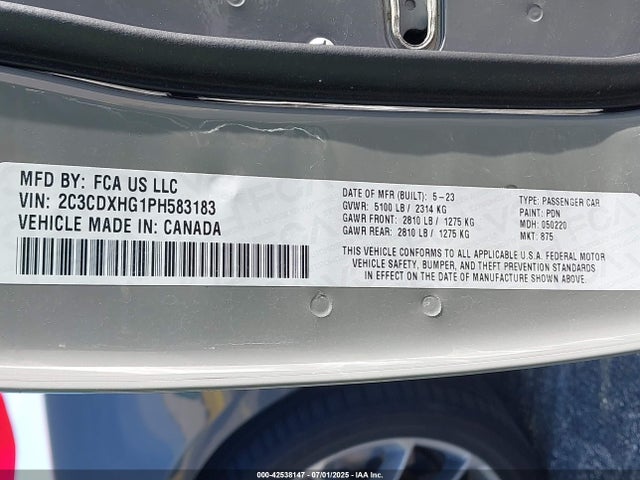 MFD BY: FCA US LLC
VIN: 2C3CDXHG1PH583183
VEHICLE MADE IN: CANADA
DATE OF MFR (BUILT): 5-23
GVWR: 5100 LB / 2314 KG
GAWR FRONT: 2810 LB / 1275 KG
GAWR REAR: 2810 LB / 1275 KG
TYPE: PASSENGER CAR
PAINT: PDN
MDH: 050220
MKT: 875
THIS VEHICLE CONFORMS TO ALL APPLICABLE U.S.A. FEDERAL MOTOR
VEHICLE SAFETY, BUMPER, AND THEFT PREVENTION STANDARDS
IN EFFECT ON THE DATE OF MANUFACTURE SHOWN ABOVE.
00-42538147 - 07/01/2025 - IAAI.COM